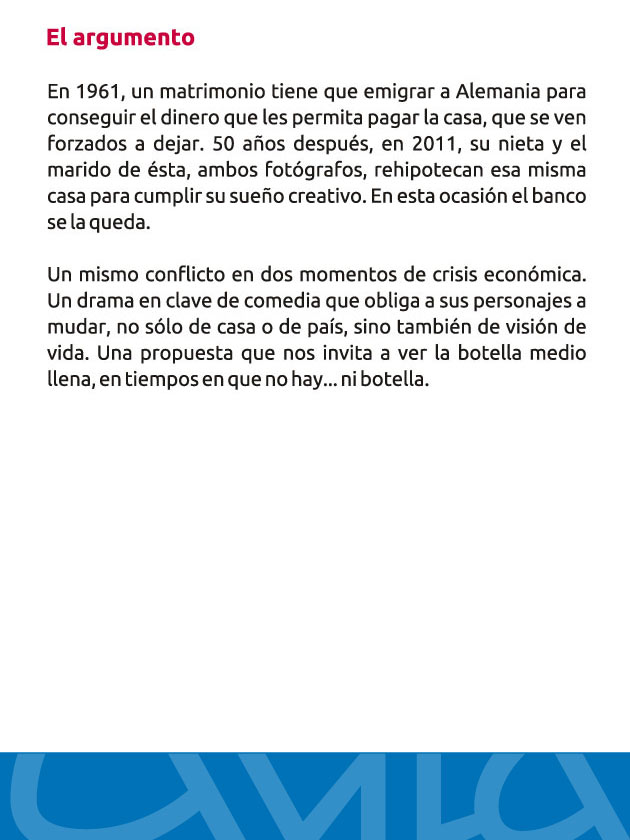 El argumento
En 1961, un matrimonio tiene que emigrar a Alemania para
conseguir el dinero que les permita pagar la casa, que se ven
forzados a dejar. 50 años después, en 2011, su nieta y el
marido de ésta, ambos fotógrafos, rehipotecan esa misma
casa para cumplir su sueño creativo. En esta ocasión el banco
se la queda.
Un mismo conflicto en dos momentos de crisis económica.
Un drama en clave de comedia que obliga a sus personajes a
mudar, no sólo de casa o de país, sino también de visión de
vida. Una propuesta que nos invita a ver la botella medio
llena, en tiempos en que no hay... ni botella.